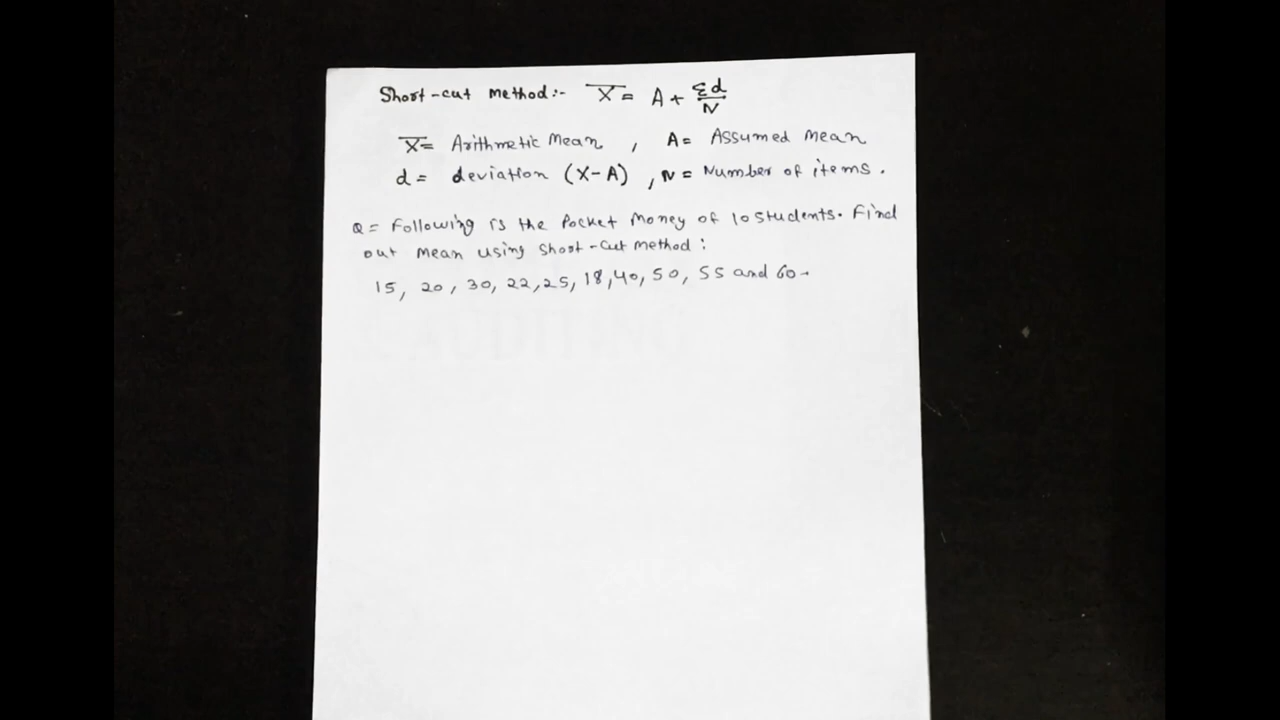 Short-cut method:- X̅ = A + Σd/N
X̅ = Arithmetic Mean , A = Assumed mean
d = deviation (X-A) , N = Number of items .
Q = Following is the Pocket Money of 10 students. Find
out Mean using short-cut method :
15, 20, 30, 22, 25, 18, 40, 50, 55 and 60.